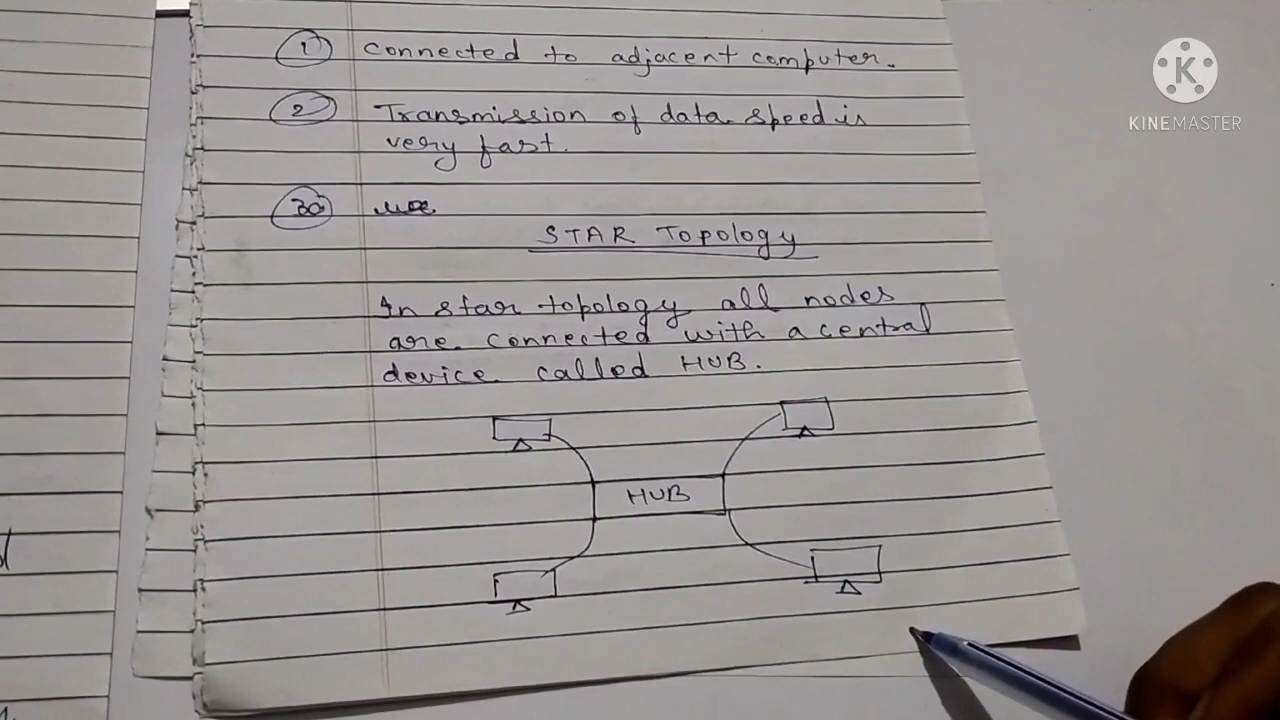 1 Connected to adjacent computer.
2 Transmission of data speed is
very fast.
STAR Topology
In star topology all nodes
are connected with a central
device called HUB.
HUB
K
KINEMASTER